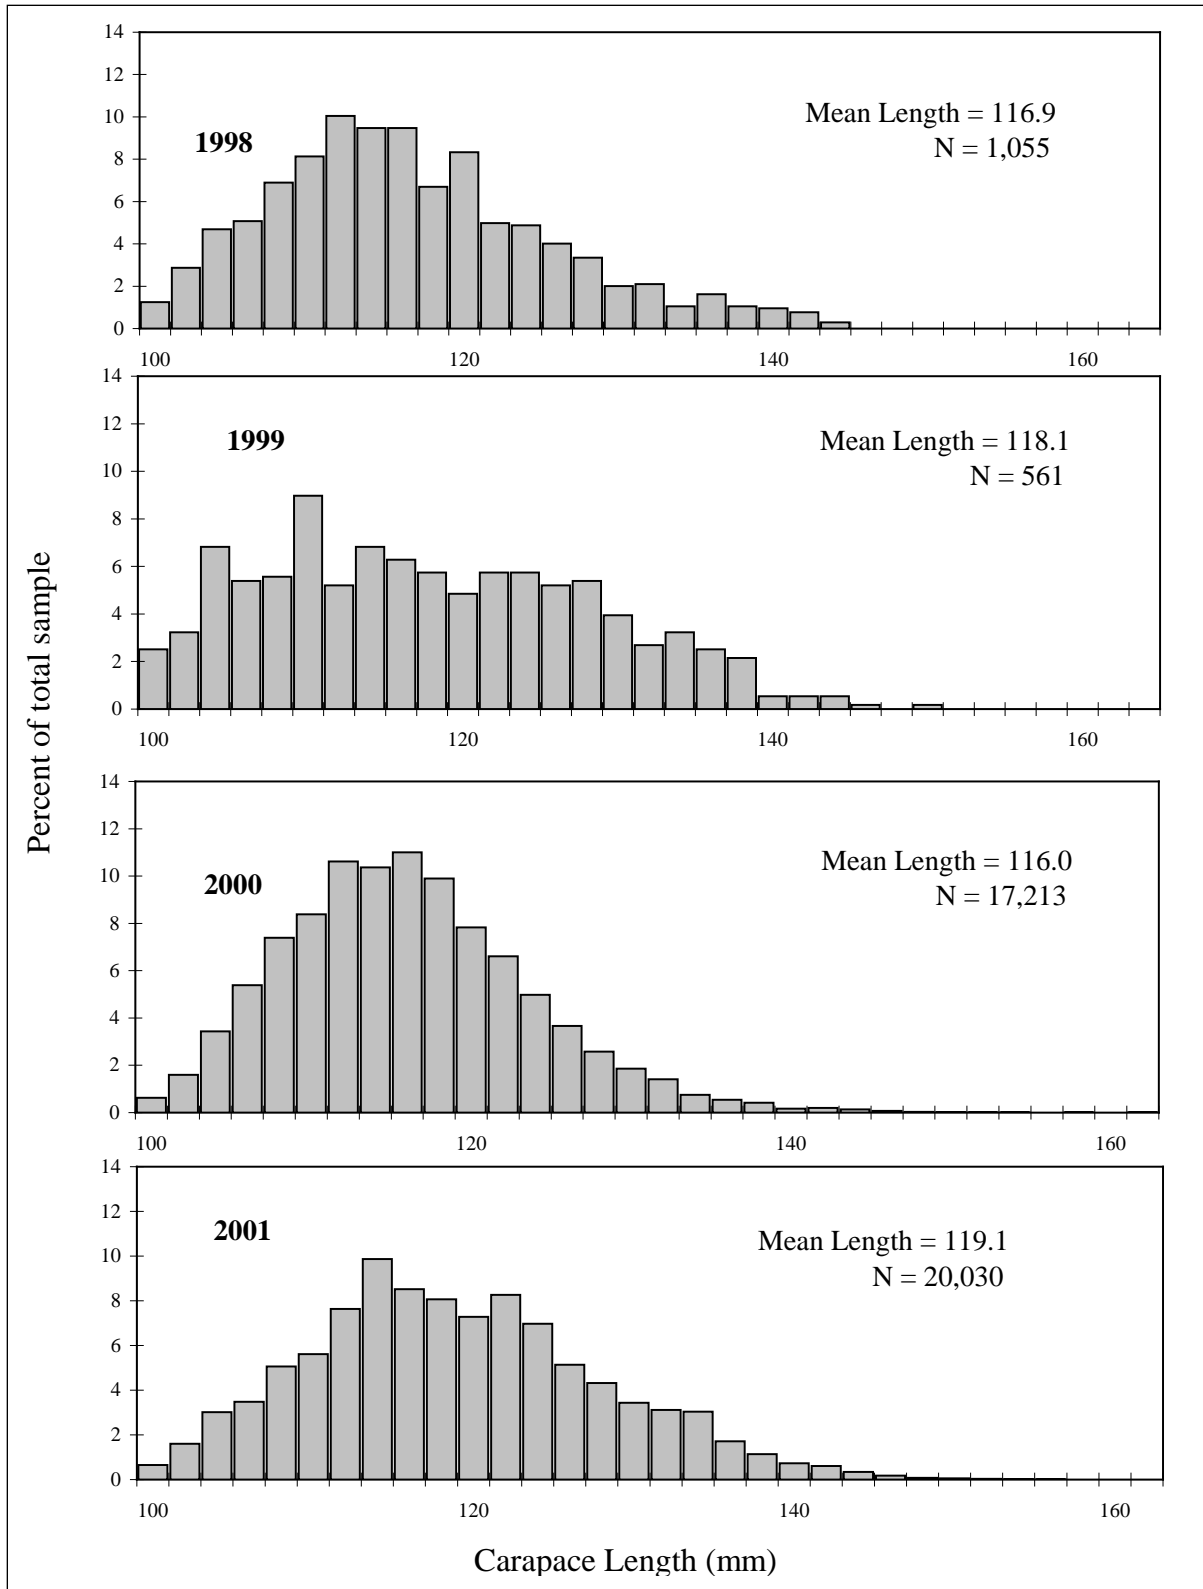 14
12
10
8
6
4
2
0
1998
Mean Length = 116.9
N = 1,055
100 120 140 160
14
12
10
8
6
4
2
0
1999
Mean Length = 118.1
N = 561
100 120 140 160
Percent of total sample
14
12
10
8
6
4
2
0
2000
Mean Length = 116.0
N = 17,213
100 120 140 160
14
12
10
8
6
4
2
0
2001
Mean Length = 119.1
N = 20,030
100 120 140 160
Carapace Length (mm)